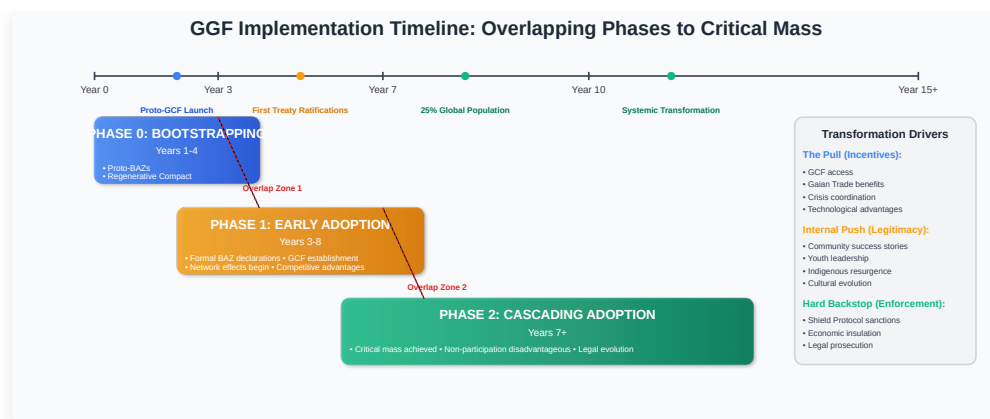 GGF Implementation Timeline: Overlapping Phases to Critical Mass
Year 0
Year 3
Year 7
Year 10
Year 15+
Proto-GCF Launch
First Treaty Ratifications
25% Global Population
Systemic Transformation
PHASE 0: BOOTSTRAPPING
Years 1-4
• Proto-BAZs
• Regenerative Compact
Overlap Zone 1
PHASE 1: EARLY ADOPTION
Years 3-8
• Formal BAZ declarations • GCF establishment
• Network effects begin • Competitive advantages
Overlap Zone 2
PHASE 2: CASCADING ADOPTION
Years 7+
• Critical mass achieved • Non-participation disadvantageous • Legal evolution
Transformation Drivers
The Pull (Incentives):
• GCF access
• Gaian Trade benefits
• Crisis coordination
• Technological advantages
Internal Push (Legitimacy):
• Community success stories
• Youth leadership
• Indigenous resurgence
• Cultural evolution
Hard Backstop (Enforcement):
• Shield Protocol sanctions
• Economic insulation
• Legal prosecution